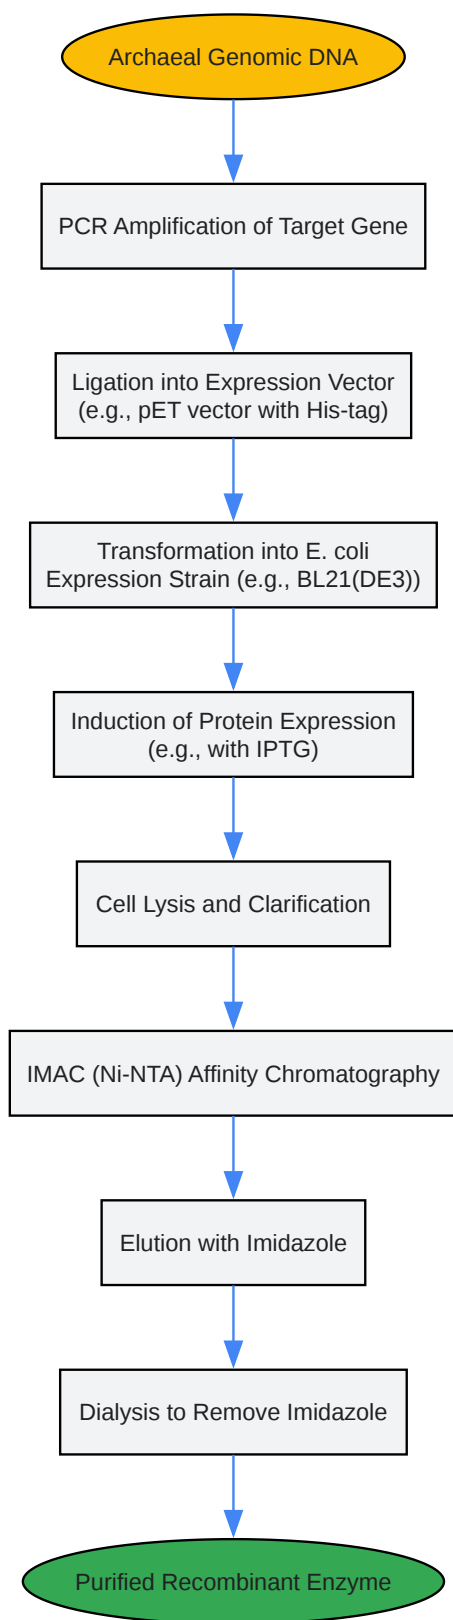 Archaeal Genomic DNA
PCR Amplification of Target Gene
Ligation into Expression Vector
(e.g., pET vector with His-tag)
Transformation into E. coli
Expression Strain (e.g., BL21(DE3))
Induction of Protein Expression
(e.g., with IPTG)
Cell Lysis and Clarification
IMAC (Ni-NTA) Affinity Chromatography
Elution with Imidazole
Dialysis to Remove Imidazole
Purified Recombinant Enzyme